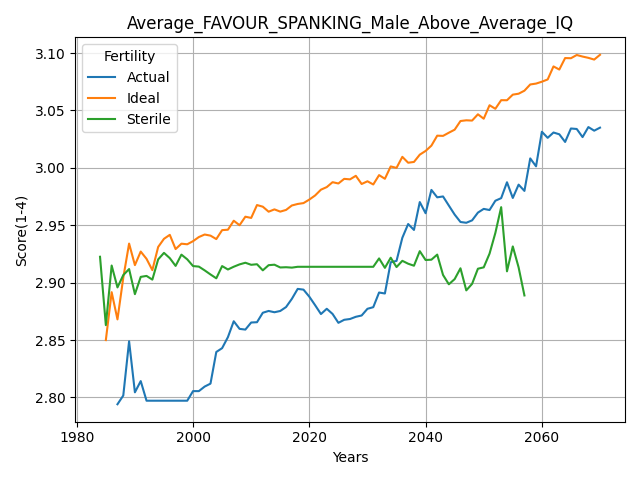 Average_FAVOUR_SPANKING_Male_Above_Average_IQ
Fertility
Actual
Ideal
Sterile
3.10
3.05
3.00
2.95
2.90
2.85
2.80
Score(1-4)
1980
2000
2020
2040
2060
Years